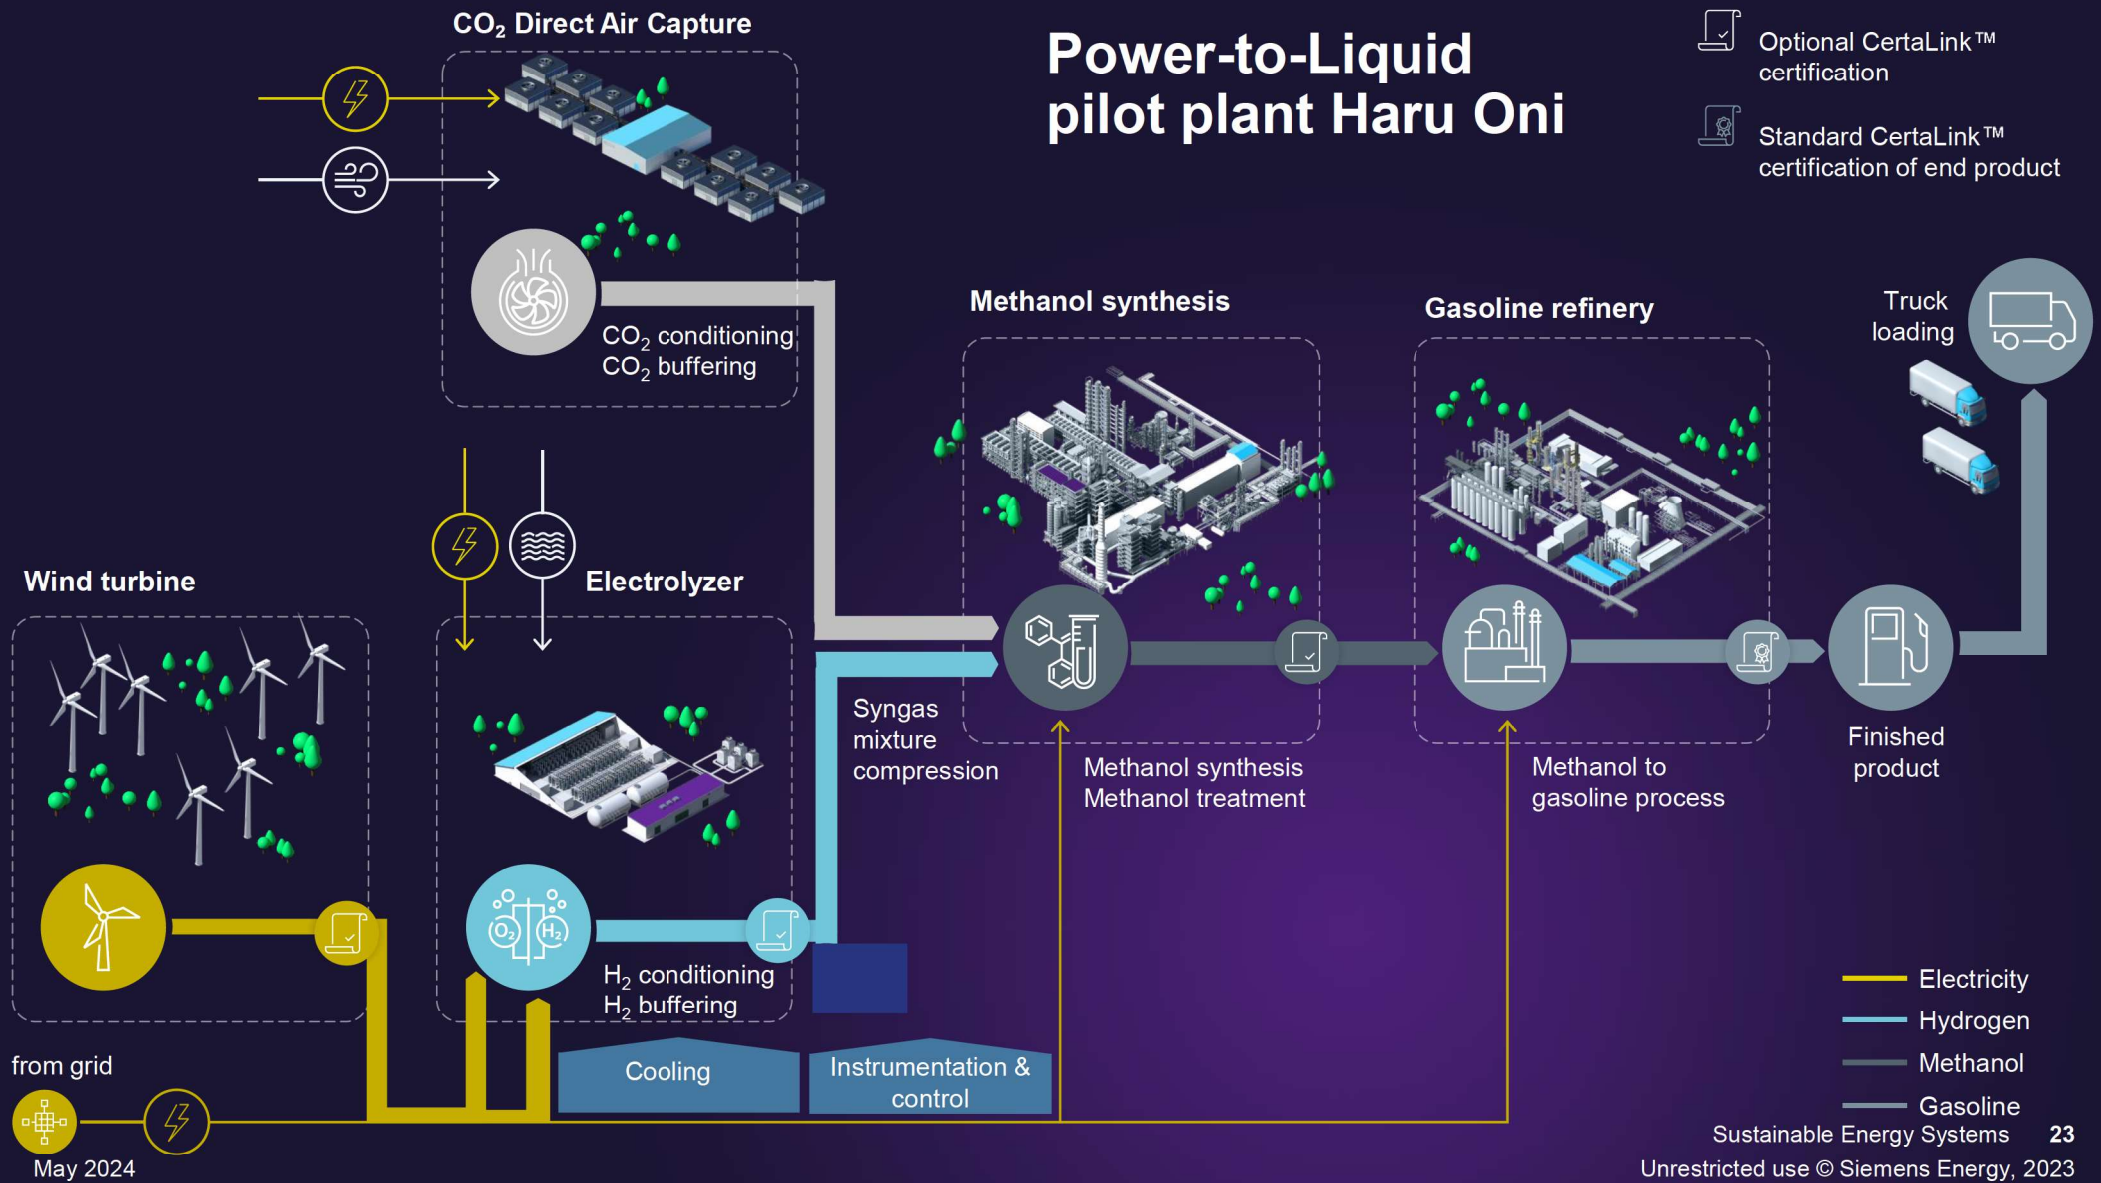 CO₂ Direct Air Capture
Power-to-Liquid
pilot plant Haru Oni
Optional CertaLink™
certification
Standard CertaLink™
certification of end product
CO₂ conditioning
CO₂ buffering
Methanol synthesis
Gasoline refinery
Truck
loading
Wind turbine
Electrolyzer
Syngas
mixture
compression
Methanol synthesis
Methanol treatment
Methanol to
gasoline process
Finished
product
O₂
H₂
H₂ conditioning
H₂ buffering
from grid
Cooling
Instrumentation &
control
Electricity
Hydrogen
Methanol
Gasoline
Sustainable Energy Systems 23
May 2024
Unrestricted use © Siemens Energy, 2023